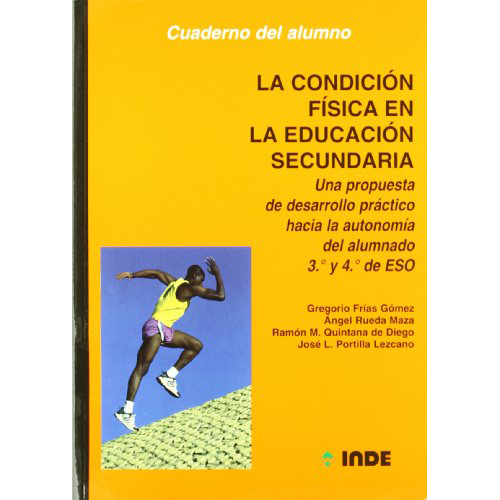 Cuaderno del alumno
LA CONDICIÓN
FÍSICA EN
LA EDUCACIÓN
SECUNDARIA
Una propuesta
de desarrollo práctico
hacia la autonomía
del alumnado
3.° y 4.° de ESO
Gregorio Frías Gómez
Ángel Rueda Maza
Ramón M. Quintana de Diego
José L. Portilla Lezcano
INDE